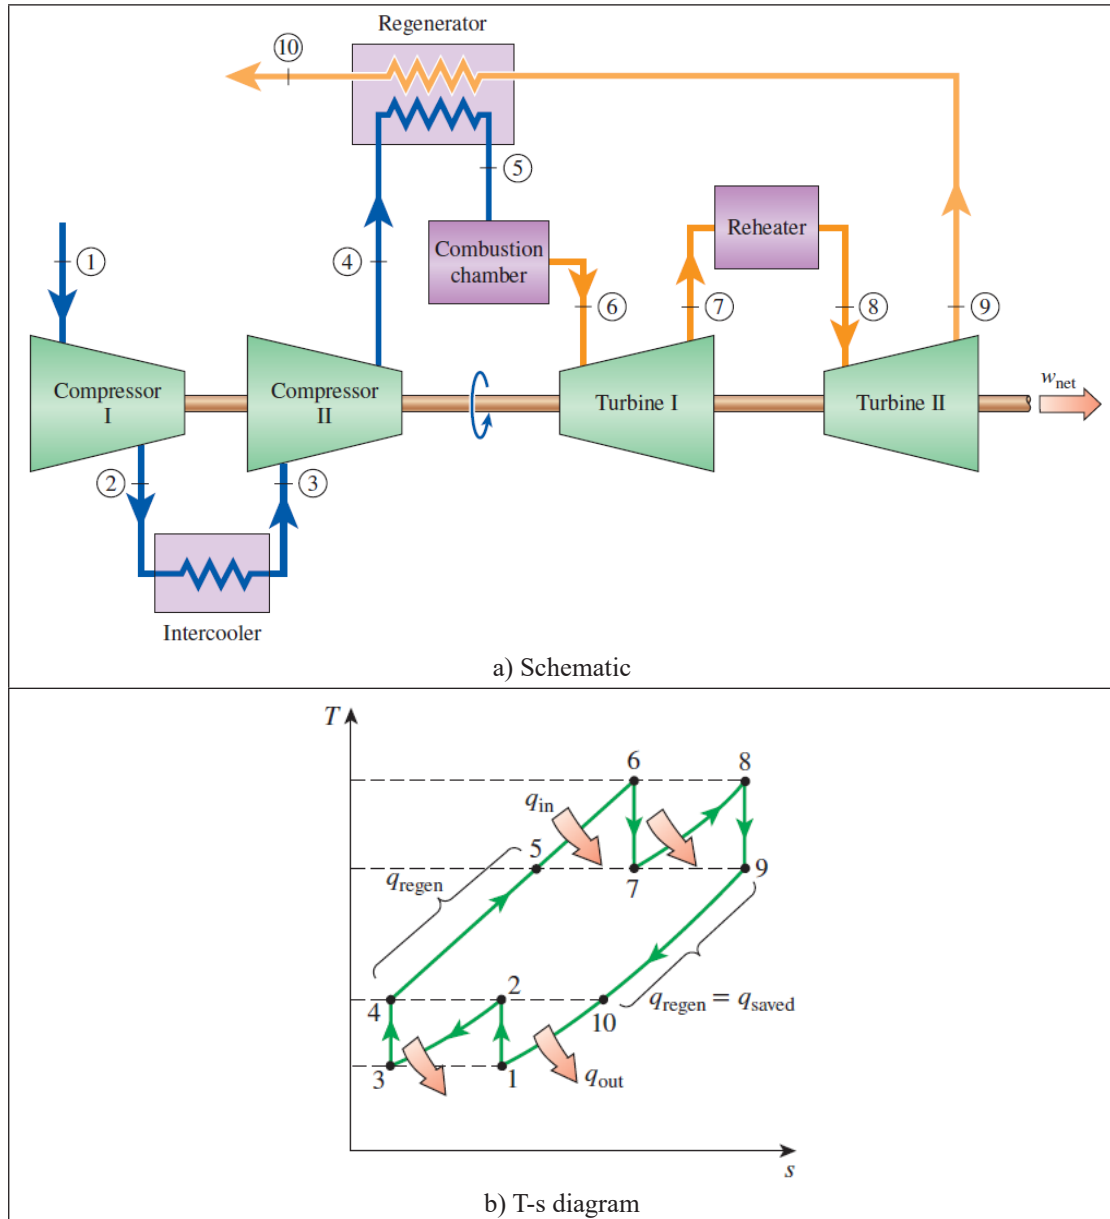 Regenerator
10
5
1
4
Combustion
chamber
Reheater
6
7
8
9
Compressor
I
Compressor
II
Turbine I
Turbine II
w_net
2
3
Intercooler
a) Schematic
T
6
8
q_in
5
q_regen
7
9
4
2
10
q_regen = q_saved
3
1
q_out
s
b) T-s diagram